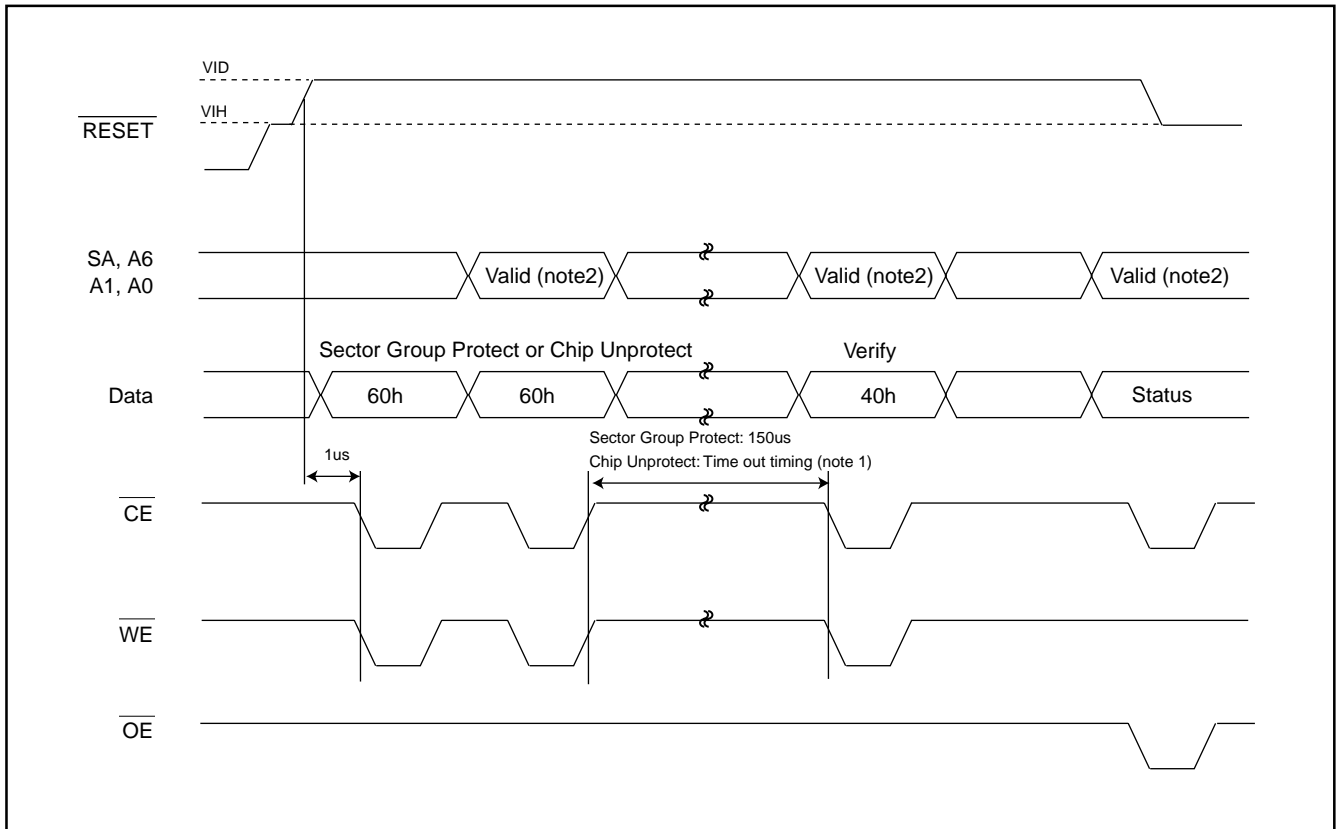 VID
VIH
RESET
SA, A6
A1, A0
Valid (note2)
Valid (note2)
Valid (note2)
Sector Group Protect or Chip Unprotect
Verify
Data
60h
60h
40h
Status
Sector Group Protect: 150us
Chip Unprotect: Time out timing (note 1)
1us
CE
WE
OE